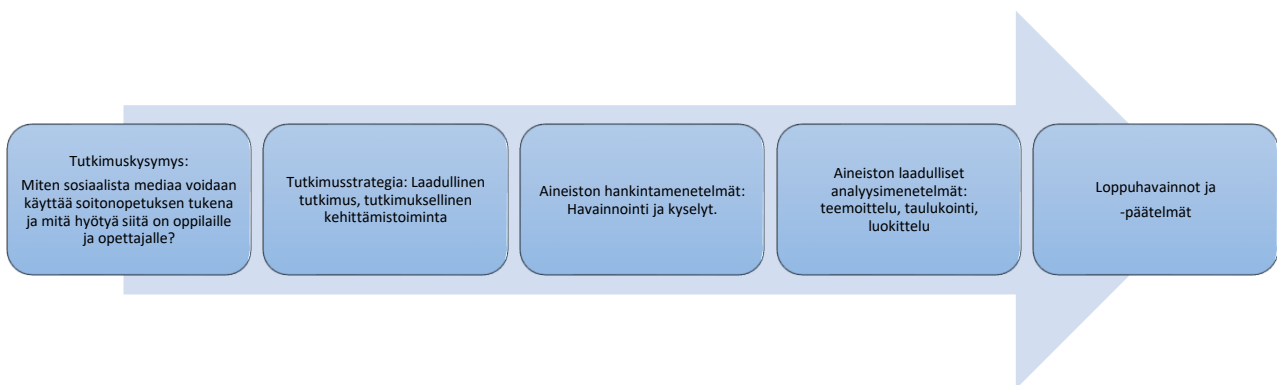 Tutkimuskysymys:
Miten sosiaalista mediaa voidaan
käyttää soitonopetuksen tukena
ja mitä hyötyä siitä on oppilaille
ja opettajalle?
Tutkimusstrategia: Laadullinen
tutkimus, tutkimuksellinen
kehittämistoiminta
Aineiston hankintamenetelmät:
Havainnointi ja kyselyt.
Aineiston laadulliset
analyysimenetelmät:
teemoittelu, taulukointi,
luokittelu
Loppuhavainnot ja
-päätelmät